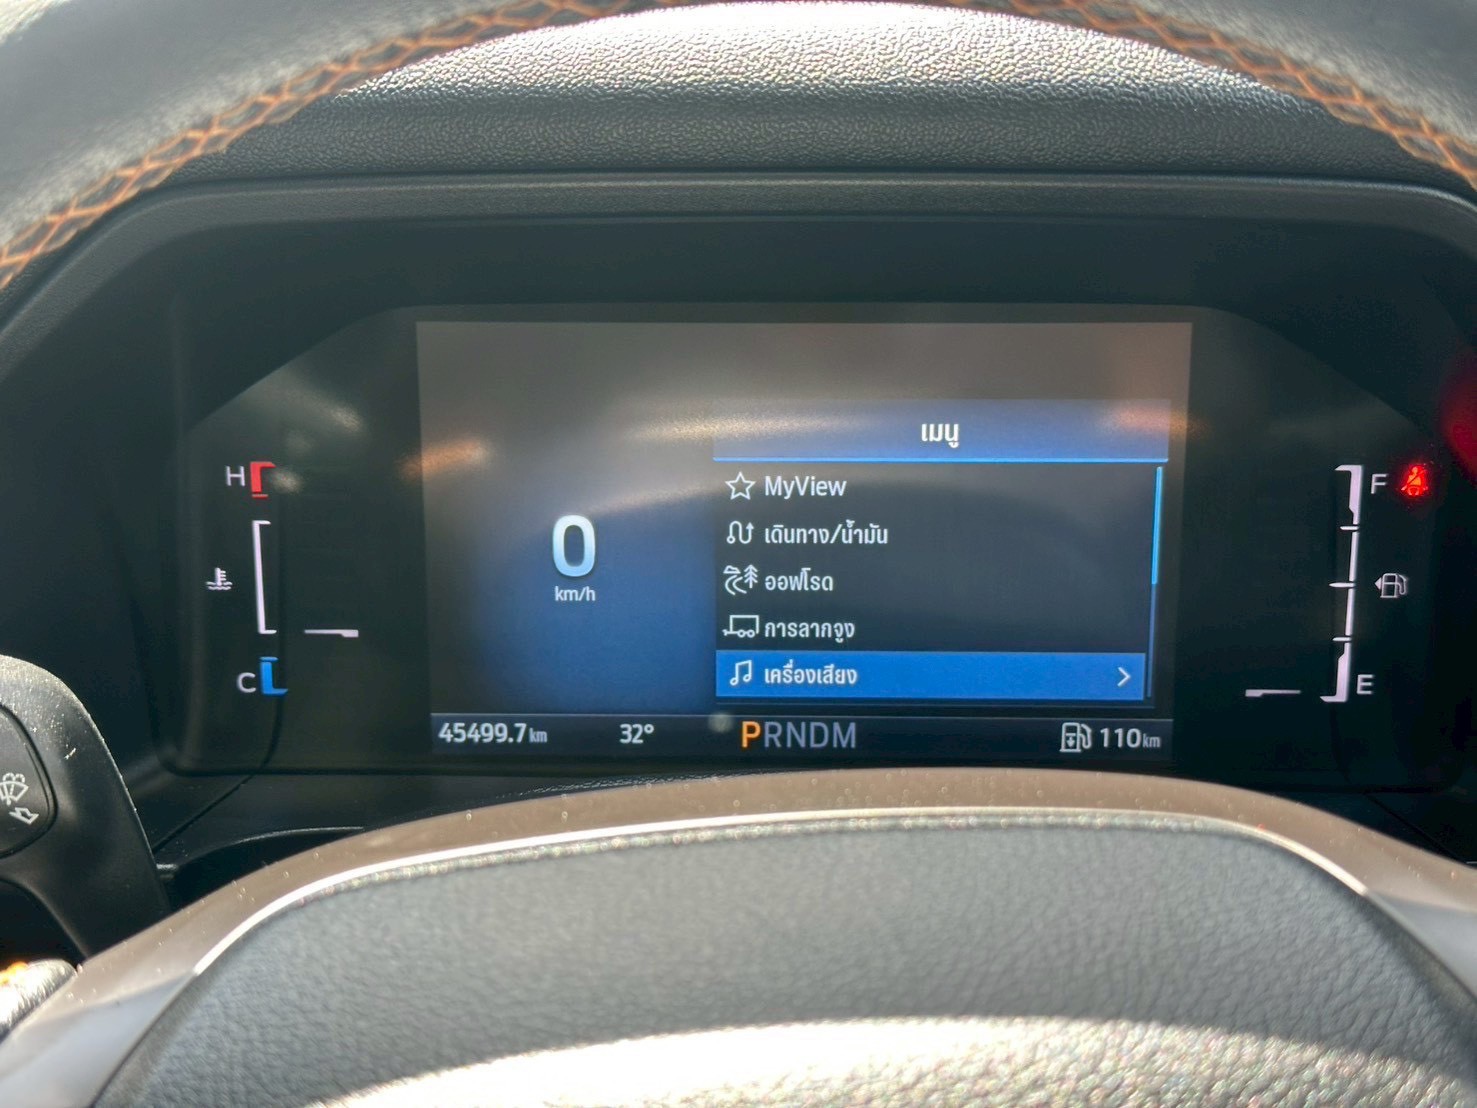 เมนู
MyView
เดินทาง/น้ำมัน
ออฟโรด
การลากจูง
เครื่องเสียง
0
km/h
H
C
F
E
45499.7km 32° PRNDM 110km